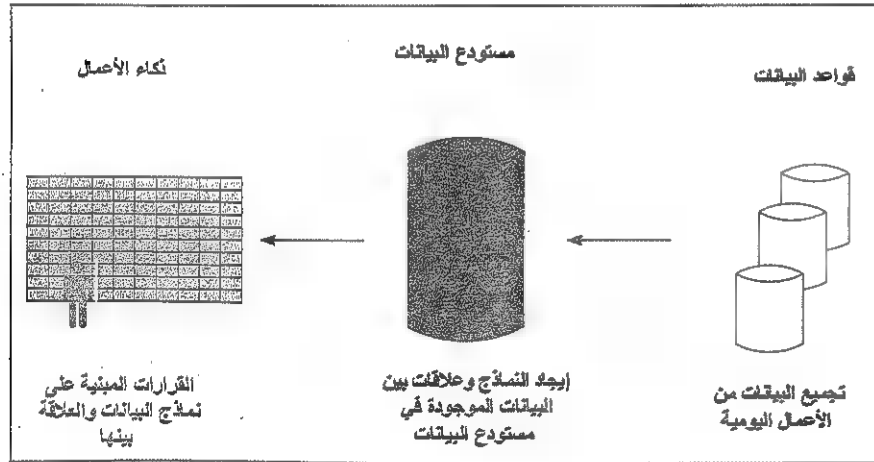 قواعد البيانات
مستودع البيانات
ذكاء الأعمال
تجميع البيانات من
الأعمال اليومية
إيجاد النماذج وعلاقات بين
البيانات الموجودة في
مستودع البيانات
القرارات المبنية على
نماذج البيانات والعلاقة
بينها